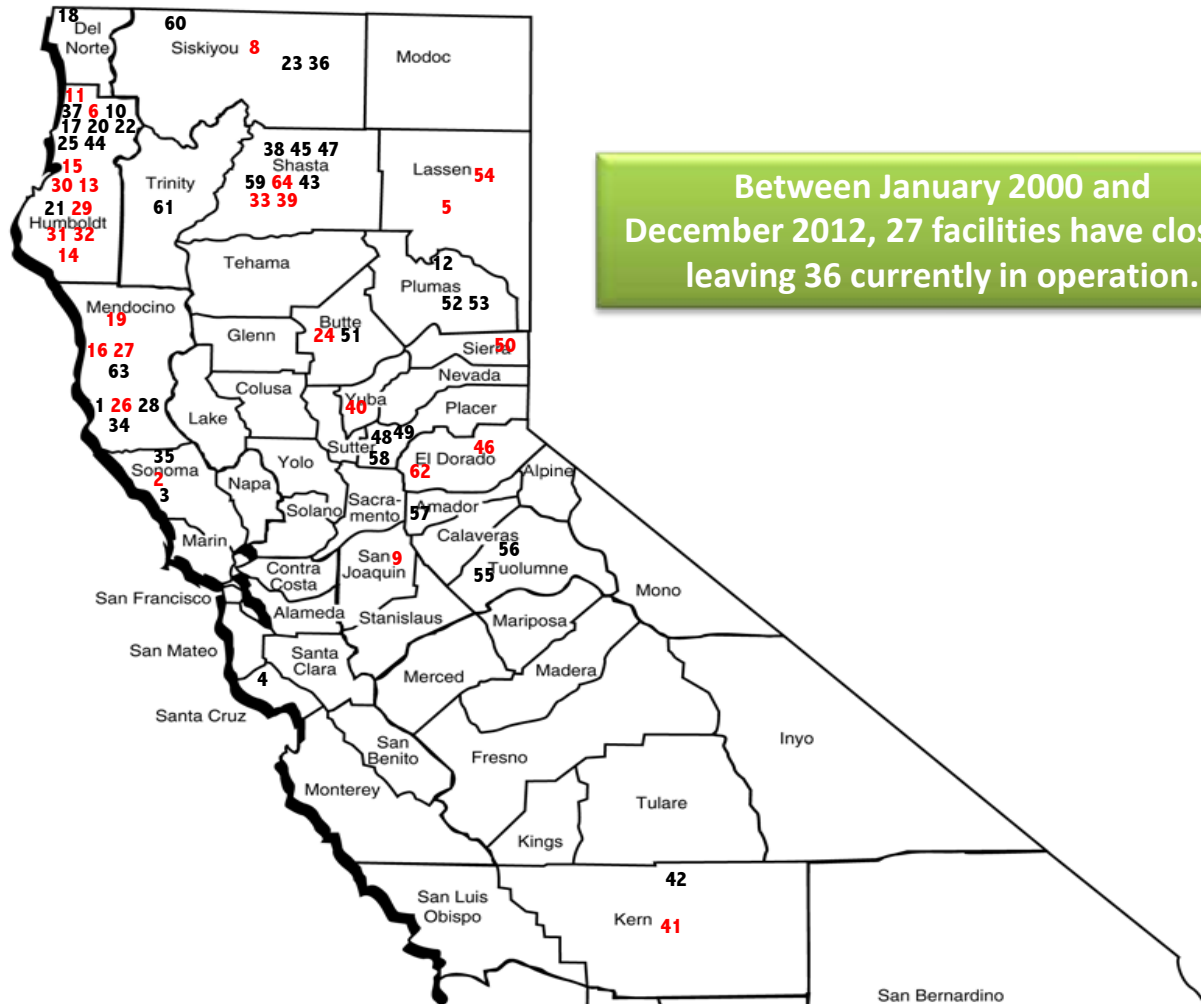 18
Del
Norte
60
Siskiyou 8
23 36
Modoc
11
37 6 10
17 20 22
25 44
15
30 13
21 29
Humboldt
31 32
14
Trinity
61
38 45 47
Shasta
59 64 43
33 39
Lassen 54
5
Between January 2000 and
December 2012, 27 facilities have clos
leaving 36 currently in operation.
Tehama
12
Plumas
52 53
Mendocino
19
16 27
63
1 26 28
34
Glenn
Butte
24 51
Sierra 50
Nevada
Colusa
Yuba
40
Placer
Lake
Sutter
48 49
58
46
El Dorado
62
Alpine
35
Sonoma
2
3
Napa
Yolo
Solano
Sacra-
mento
Amador
57
Calaveras
56
Tuolumne
55
Marin
Contra
Costa
San 9
Joaquin
Mono
San Francisco
Alameda
Stanislaus
Mariposa
San Mateo
Santa
Clara
Merced
Madera
4
Santa Cruz
San
Benito
Fresno
Inyo
Monterey
Tulare
Kings
42
San Luis
Obispo
Kern 41
San Bernardino